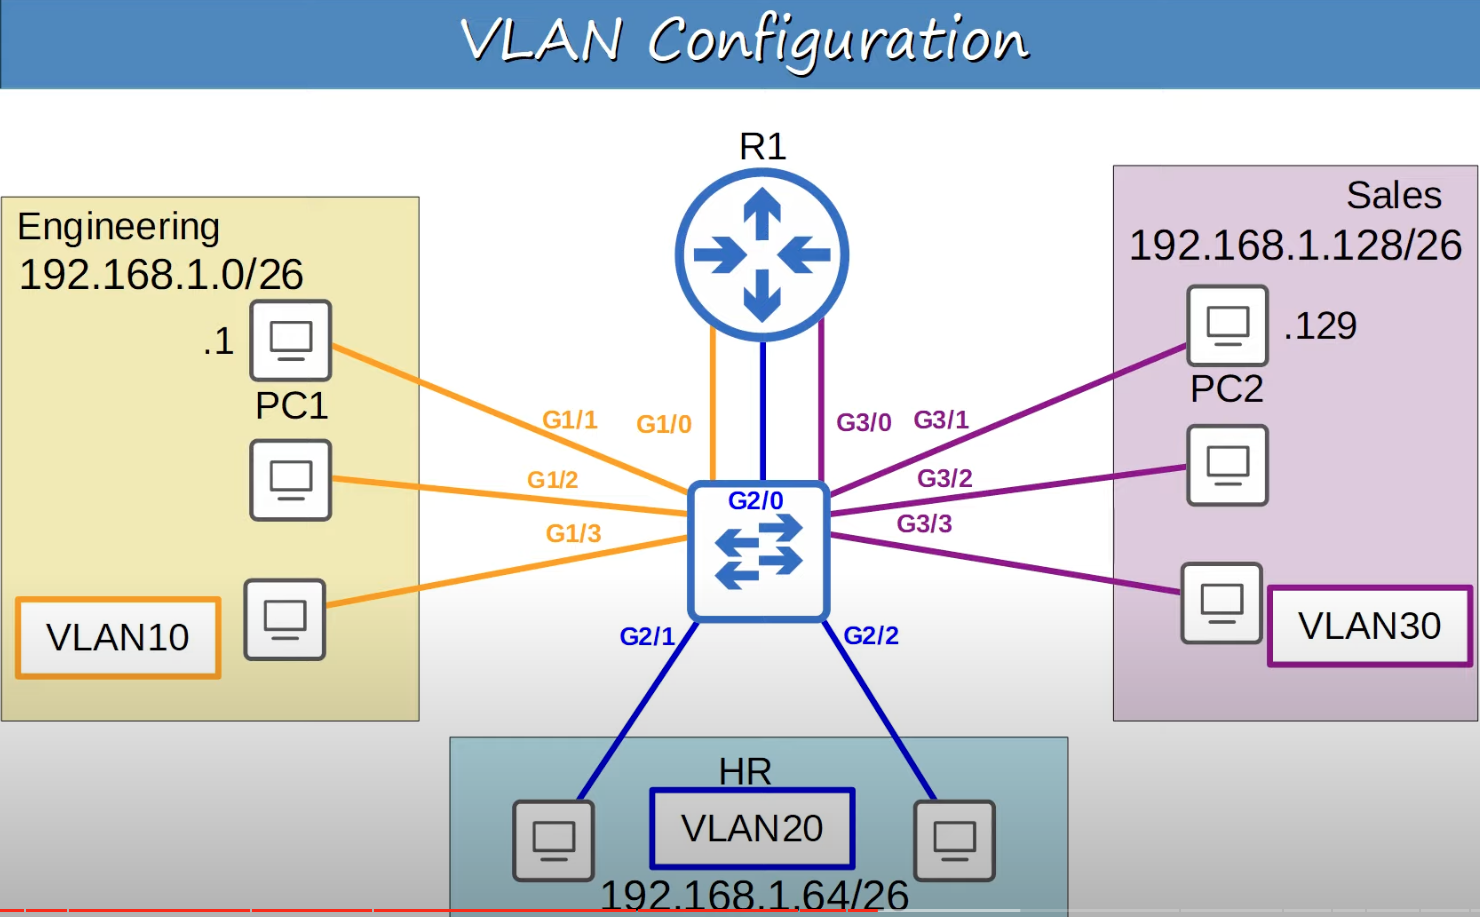 VLAN Configuration
R1
Engineering
192.168.1.0/26
.1
PC1
VLAN10
Sales
192.168.1.128/26
.129
PC2
VLAN30
G1/1
G1/0
G3/0
G3/1
G1/2
G3/2
G2/0
G1/3
G3/3
G2/1
G2/2
HR
VLAN20
192.168.1.64/26